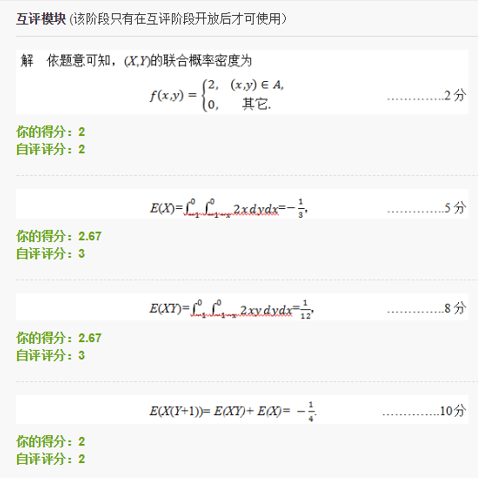 互评模块 (该阶段只有在互评阶段开放后才可使用)
解 依题意可知，(X,Y)的联合概率密度为
f(x,y) = {2, (x,y) ∈ A,
0, 其它. ………….2 分
你的得分：2
自评评分：2
E(X)=∫_{-1}^{0}∫_{-1-x}^{0} 2xdydx=-1/3, ………….5 分
你的得分：2.67
自评评分：3
E(XY)=∫_{-1}^{0}∫_{-1-x}^{0} 2xydydx=1/12, ………….8 分
你的得分：2.67
自评评分：3
E(X(Y+1))= E(XY)+ E(X)= -1/4. ………….10 分
你的得分：2
自评评分：2